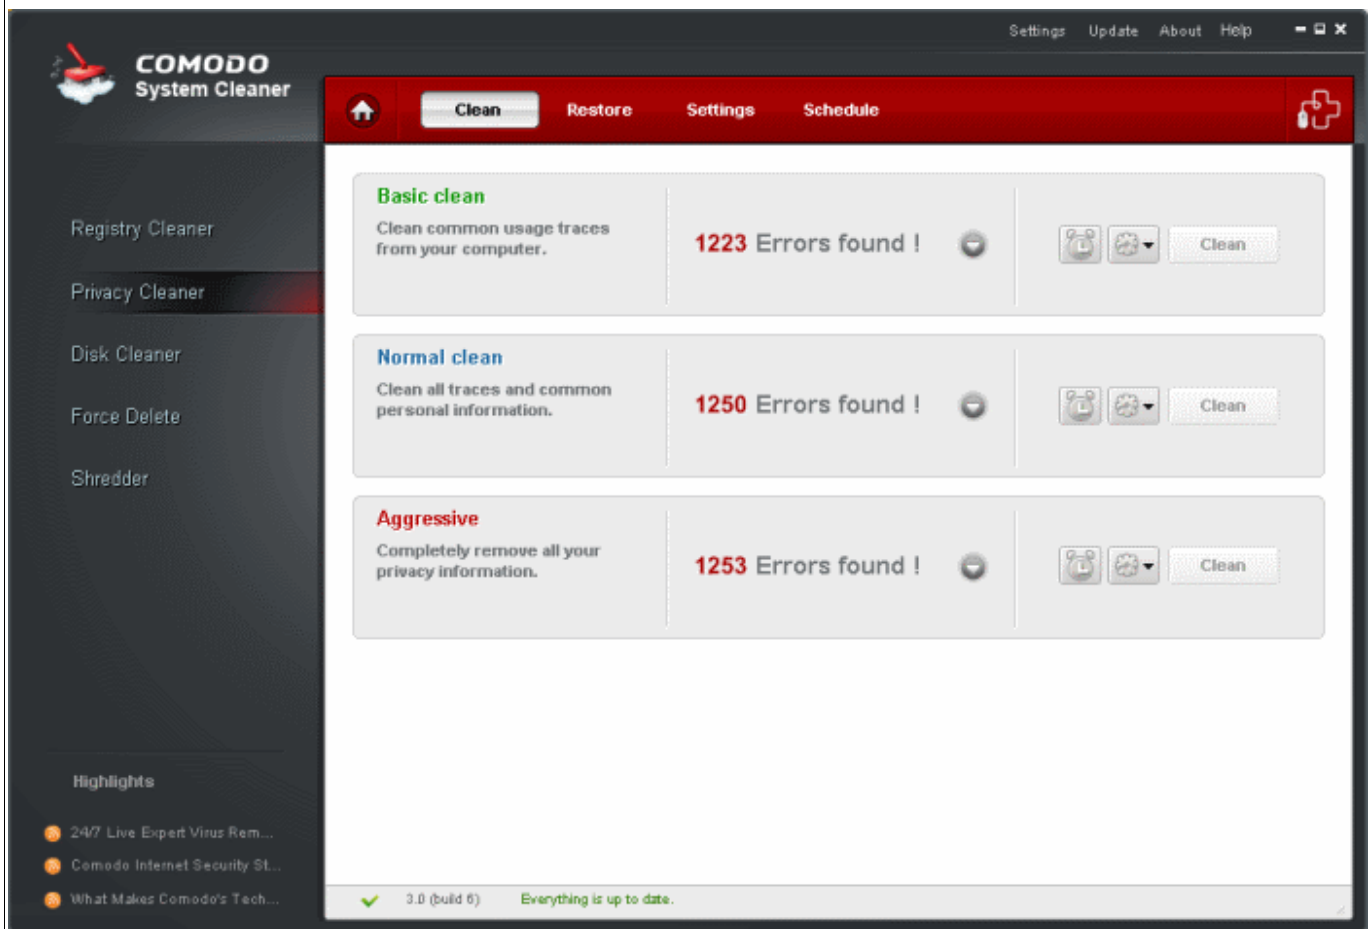 Settings Update About Help
COMODO
System Cleaner
Clean Restore Settings Schedule
Registry Cleaner
Privacy Cleaner
Disk Cleaner
Force Delete
Shredder
Basic clean
Clean common usage traces
from your computer.
1223 Errors found !
Clean
Normal clean
Clean all traces and common
personal information.
1250 Errors found !
Clean
Aggressive
Completely remove all your
privacy information.
1253 Errors found !
Clean
Highlights
24/7 Live Expert Virus Rem...
Comodo Internet Security St...
What Makes Comodo's Tech...
3.0 (build 6) Everything is up to date.